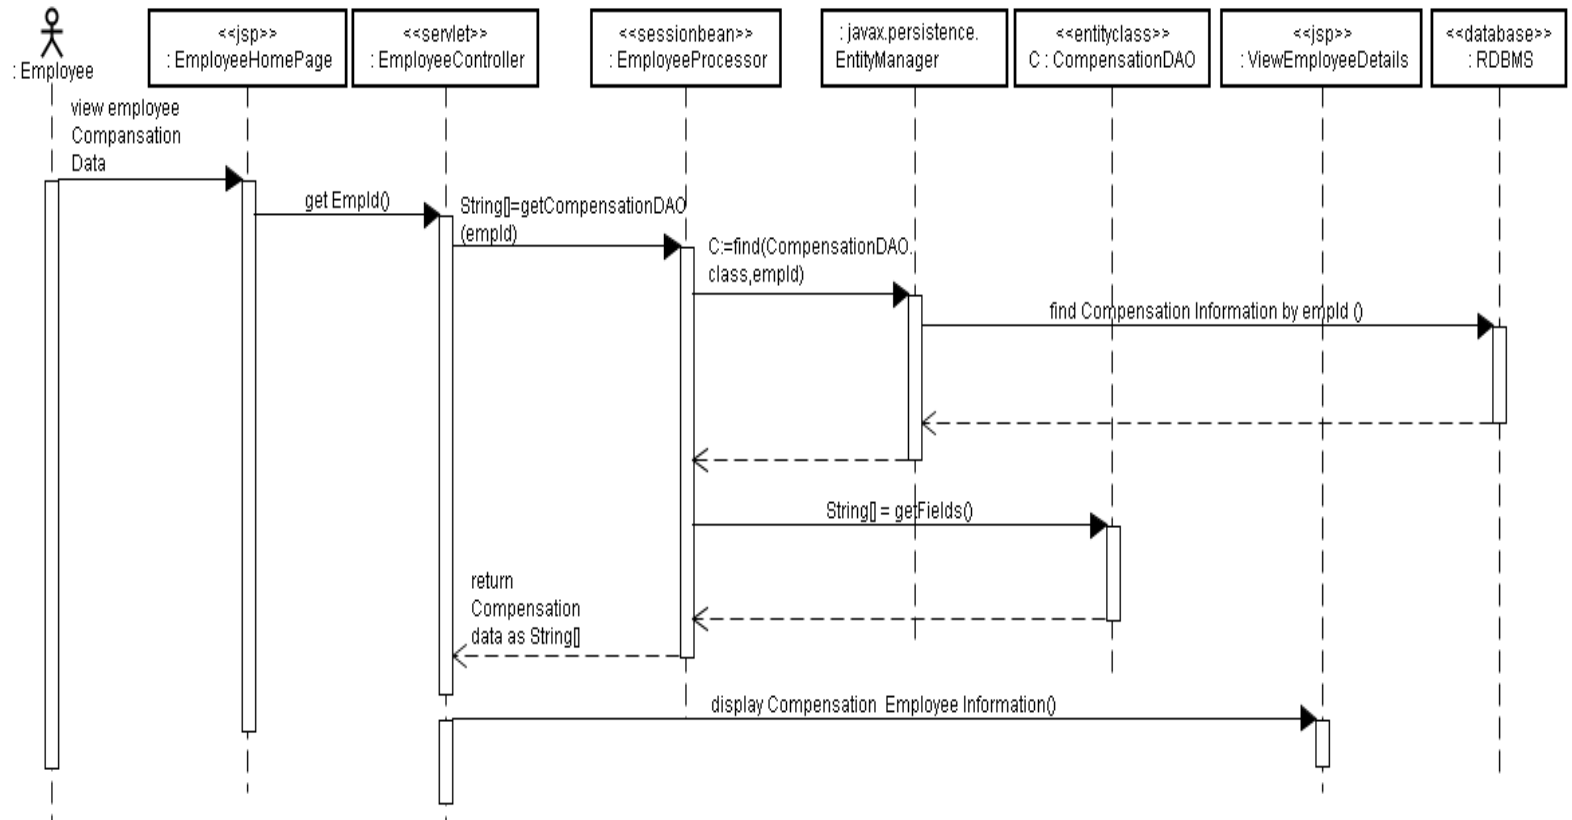 : Employee
<<jsp>>
: EmployeeHomePage
<<servlet>>
: EmployeeController
<<sessionbean>>
: EmployeeProcessor
: javax.persistence.
EntityManager
<<entityclass>>
C : CompensationDAO
<<jsp>>
: ViewEmployeeDetails
<<database>>
: RDBMS
view employee
Compansation
Data
get EmpId()
String[]=getCompensationDAO
(empId)
C:=find(CompensationDAO.
class,empId)
find Compensation Information by empId ()
String[] = getFields()
return
Compensation
data as String[]
display Compensation Employee Information()